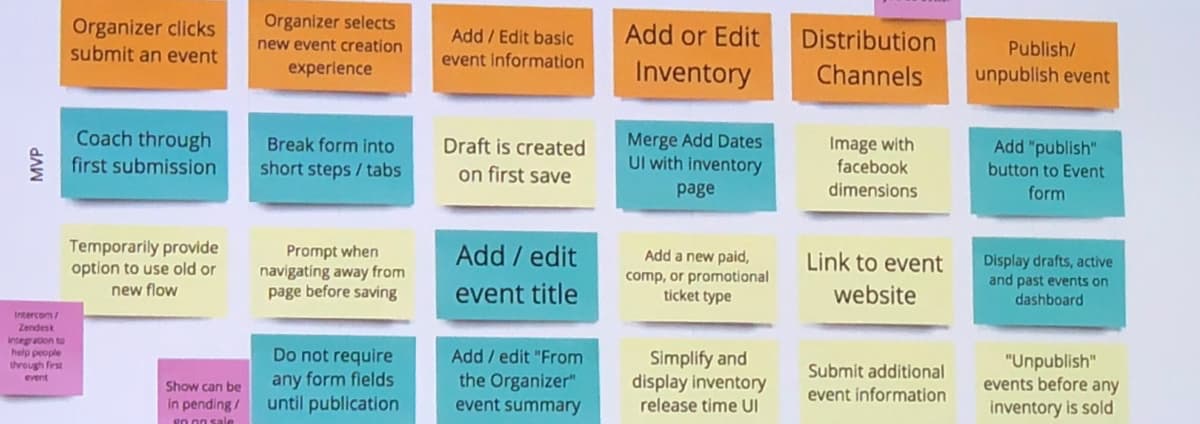 Organizer clicks
submit an event
Organizer selects
new event creation
experience
Add / Edit basic
event information
Add or Edit
Inventory
Distribution
Channels
Publish/
unpublish event
MVP
Coach through
first submission
Break form into
short steps / tabs
Draft is created
on first save
Merge Add Dates
UI with inventory
page
Image with
facebook
dimensions
Add "publish"
button to Event
form
Temporarily provide
option to use old or
new flow
Prompt when
navigating away from
page before saving
Add / edit
event title
Add a new paid,
comp, or promotional
ticket type
Link to event
website
Display drafts, active
and past events on
dashboard
Intercom /
Zendesk
integration to
help people
through first
event
Show can be
in pending /
go on sale
Do not require
any form fields
until publication
Add / edit "From
the Organizer"
event summary
Simplify and
display inventory
release time UI
Submit additional
event information
"Unpublish"
events before any
inventory is sold